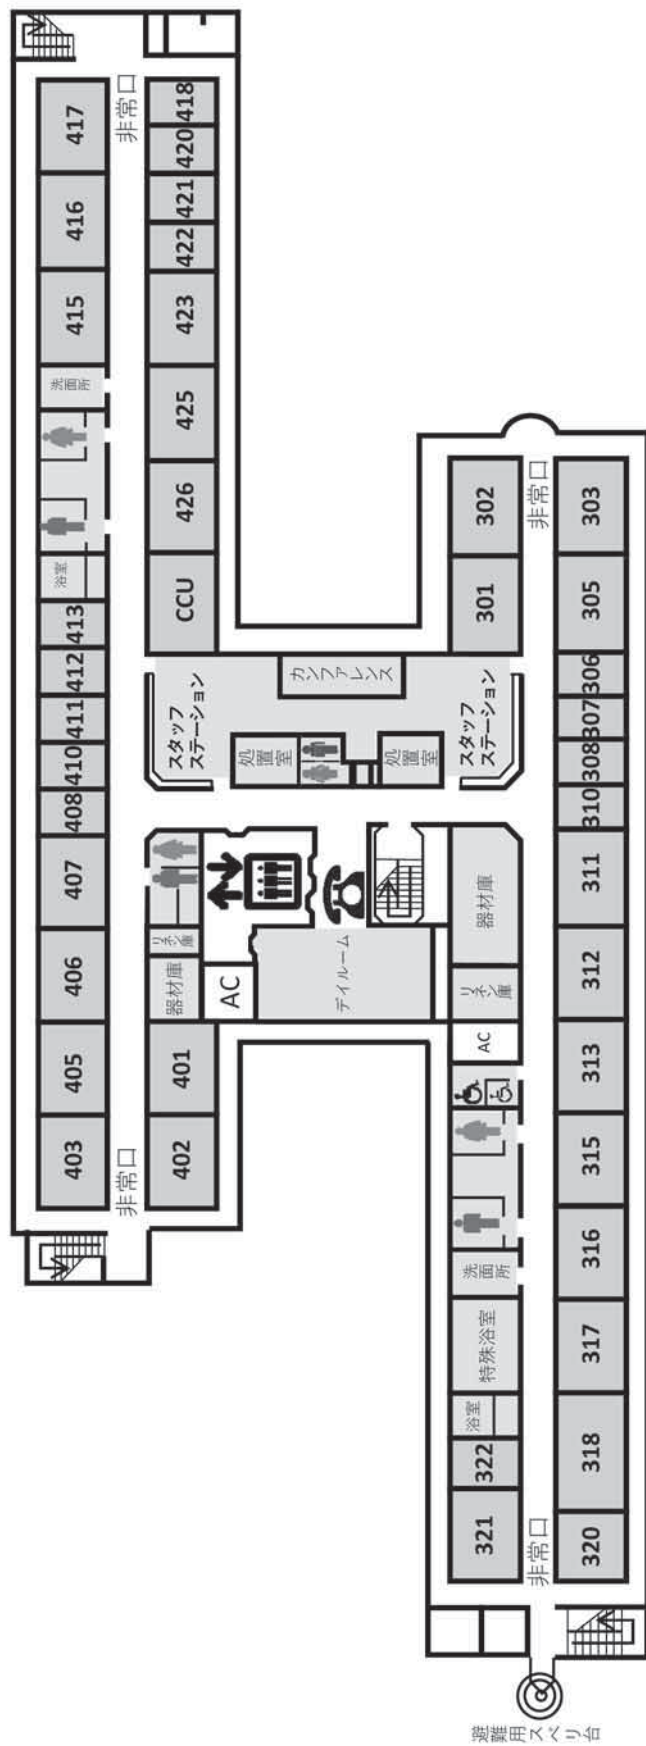 403
405
406
407
408
410
411
412
413
浴室
洗面所
415
416
417
非常口
非常口
402
401
器材庫
リネン庫
スタッフ
ステーション
CCU
426
425
423
422
421
420
418
AC
処置室
デイルーム
カンファレンス
処置室
321
322
浴室
特殊浴室
洗面所
AC
リネン庫
器材庫
スタッフ
ステーション
301
302
避難用スベリ台
非常口
非常口
320
318
317
316
315
313
312
311
310
308
307
306
305
303